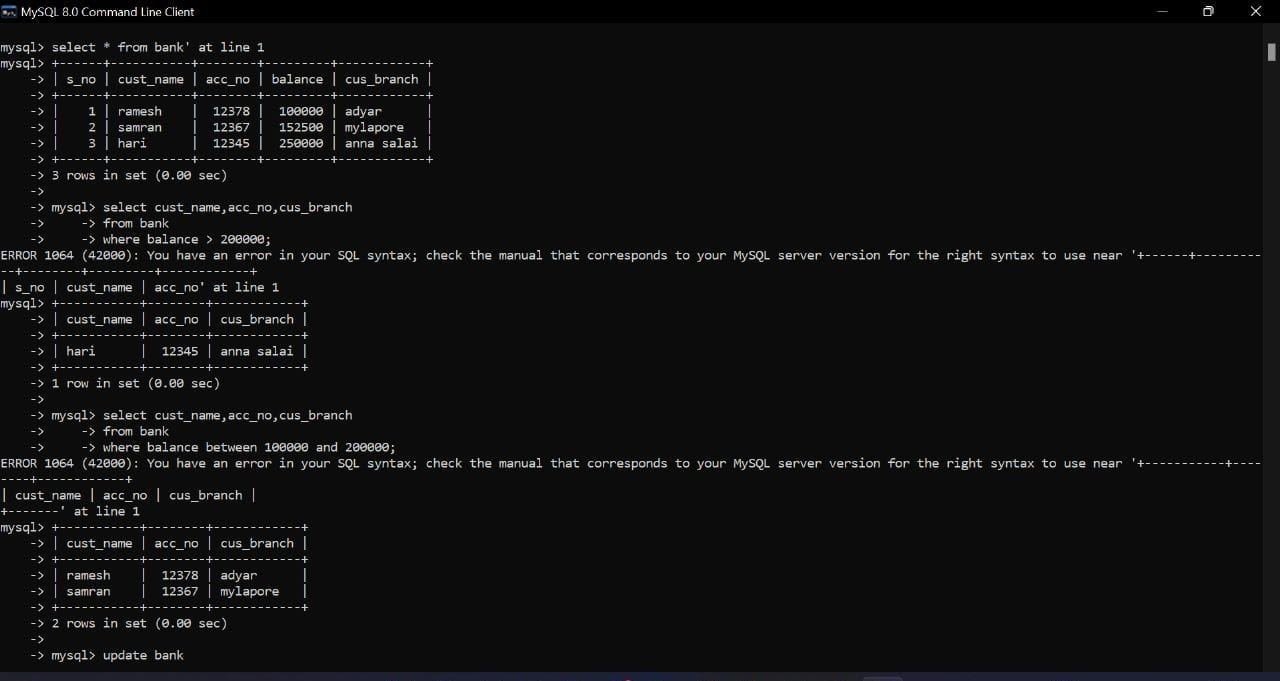 MySQL 8.0 Command Line Client
mysql> select * from bank' at line 1
mysql> +------+-----------+--------+---------+------------+
    -> | s_no | cust_name | acc_no | balance | cus_branch |
    -> +------+-----------+--------+---------+------------+
    -> |    1 | ramesh    |  12378 |  100000 | adyar      |
    -> |    2 | samran    |  12367 |  152500 | mylapore   |
    -> |    3 | hari      |  12345 |  250000 | anna salai |
    -> +------+-----------+--------+---------+------------+
    -> 3 rows in set (0.00 sec)
    ->
    -> mysql> select cust_name,acc_no,cus_branch
    ->     -> from bank
    ->     -> where balance > 200000;
ERROR 1064 (42000): You have an error in your SQL syntax; check the manual that corresponds to your MySQL server version for the right syntax to use near '+------+---------
--+--------+---------+------------+
| s_no | cust_name | acc_no' at line 1
mysql> +-----------+--------+------------+
    -> | cust_name | acc_no | cus_branch |
    -> +-----------+--------+------------+
    -> | hari      |  12345 | anna salai |
    -> +-----------+--------+------------+
    -> 1 row in set (0.00 sec)
    ->
    -> mysql> select cust_name,acc_no,cus_branch
    ->     -> from bank
    ->     -> where balance between 100000 and 200000;
ERROR 1064 (42000): You have an error in your SQL syntax; check the manual that corresponds to your MySQL server version for the right syntax to use near '+-----------+----
----+------------+
| cust_name | acc_no | cus_branch |
+-------' at line 1
mysql> +-----------+--------+------------+
    -> | cust_name | acc_no | cus_branch |
    -> +-----------+--------+------------+
    -> | ramesh    |  12378 | adyar      |
    -> | samran    |  12367 | mylapore   |
    -> +-----------+--------+------------+
    -> 2 rows in set (0.00 sec)
    ->
    -> mysql> update bank